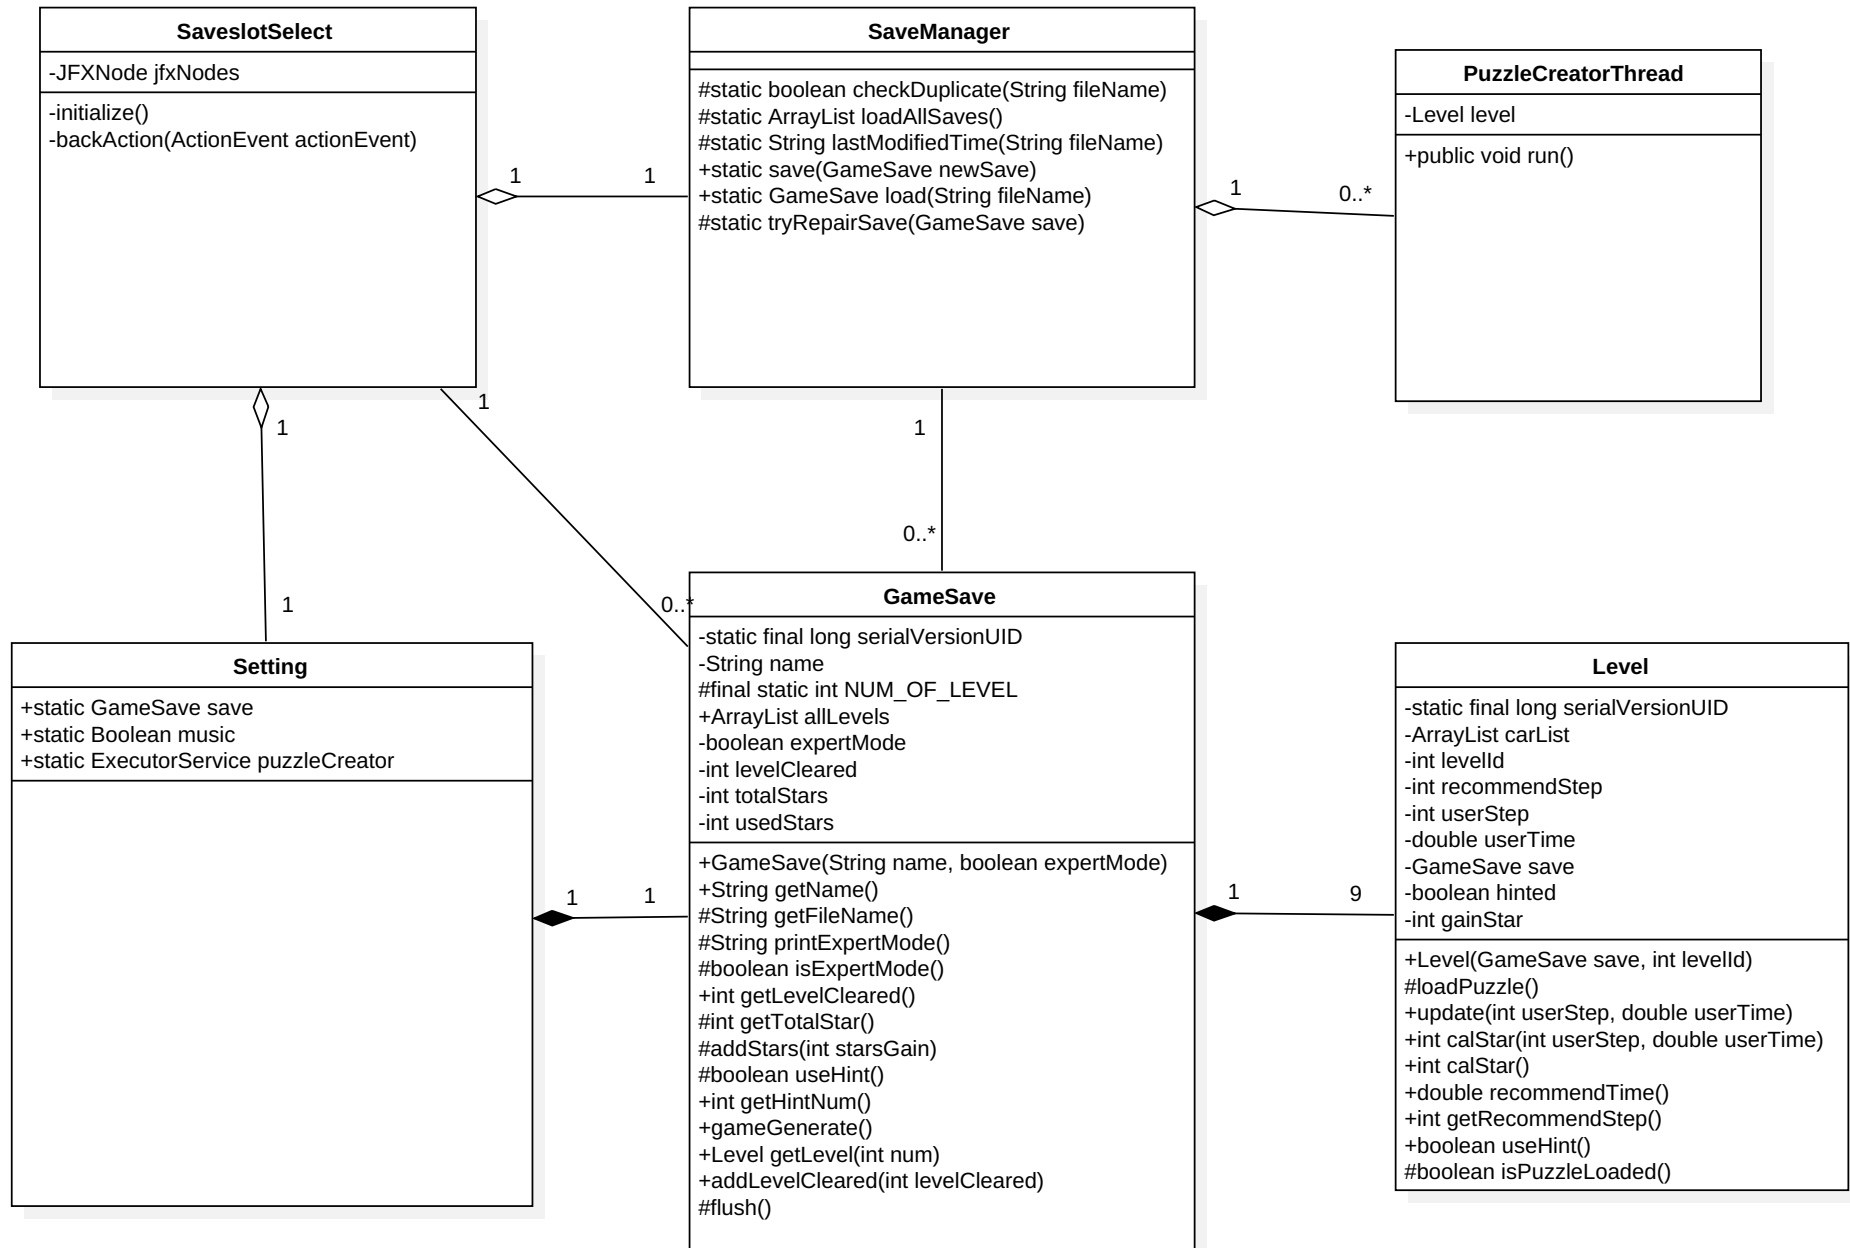 SaveslotSelect
-JFXNode jfxNodes
-initialize()
-backAction(ActionEvent actionEvent)
1
1
SaveManager
#static boolean checkDuplicate(String fileName)
#static ArrayList loadAllSaves()
#static String lastModifiedTime(String fileName)
+static save(GameSave newSave)
+static GameSave load(String fileName)
#static tryRepairSave(GameSave save)
1
0..*
PuzzleCreatorThread
-Level level
+public void run()
1
1
1
0..*
1
0..*
1
Setting
+static GameSave save
+static Boolean music
+static ExecutorService puzzleCreator
1
1
GameSave
-static final long serialVersionUID
-String name
#final static int NUM_OF_LEVEL
+ArrayList allLevels
-boolean expertMode
-int levelCleared
-int totalStars
-int usedStars
+GameSave(String name, boolean expertMode)
+String getName()
#String getFileName()
#String printExpertMode()
#boolean isExpertMode()
+int getLevelCleared()
#int getTotalStar()
#addStars(int starsGain)
#boolean useHint()
+int getHintNum()
+gameGenerate()
+Level getLevel(int num)
+addLevelCleared(int levelCleared)
#flush()
1
9
Level
-static final long serialVersionUID
-ArrayList carList
-int levelId
-int recommendStep
-int userStep
-double userTime
-GameSave save
-boolean hinted
-int gainStar
+Level(GameSave save, int levelId)
#loadPuzzle()
+update(int userStep, double userTime)
+int calStar(int userStep, double userTime)
+int calStar()
+double recommendTime()
+int getRecommendStep()
+boolean useHint()
#boolean isPuzzleLoaded()